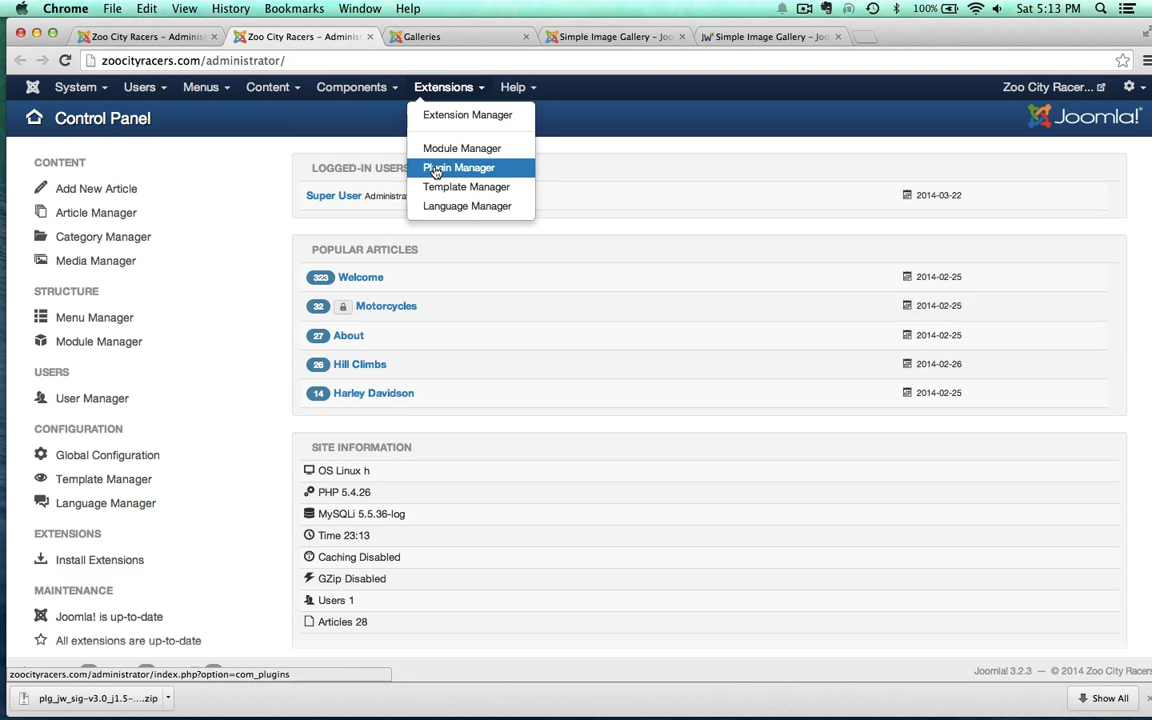 Chrome File Edit View History Bookmarks Window Help 100% Sat 5:13 PM
Zoo City Racers – Adminis Zoo City Racers – Adminis Galleries Simple Image Gallery – Jo Simple Image Gallery – Jo
zoocityracers.com/administrator/
System Users Menus Content Components Extensions Help Zoo City Racer...
Control Panel
Joomla!
Extension Manager
Module Manager
Plugin Manager
Template Manager
Language Manager
CONTENT
Add New Article
Article Manager
Category Manager
Media Manager
STRUCTURE
Menu Manager
Module Manager
USERS
User Manager
CONFIGURATION
Global Configuration
Template Manager
Language Manager
EXTENSIONS
Install Extensions
MAINTENANCE
Joomla! is up-to-date
All extensions are up-to-date
LOGGED-IN USERS
Super User Administra 2014-03-22
POPULAR ARTICLES
323 Welcome 2014-02-25
32 Motorcycles 2014-02-25
27 About 2014-02-25
26 Hill Climbs 2014-02-26
14 Harley Davidson 2014-02-25
SITE INFORMATION
OS Linux h
PHP 5.4.26
MySQLi 5.5.36-log
Time 23:13
Caching Disabled
GZip Disabled
Users 1
Articles 28
zoocityracers.com/administrator/index.php?option=com_plugins
Joomla! 3.2.3 — © 2014 Zoo City Racers
plg_jw_sig-v3.0_j1.5-....zip Show All